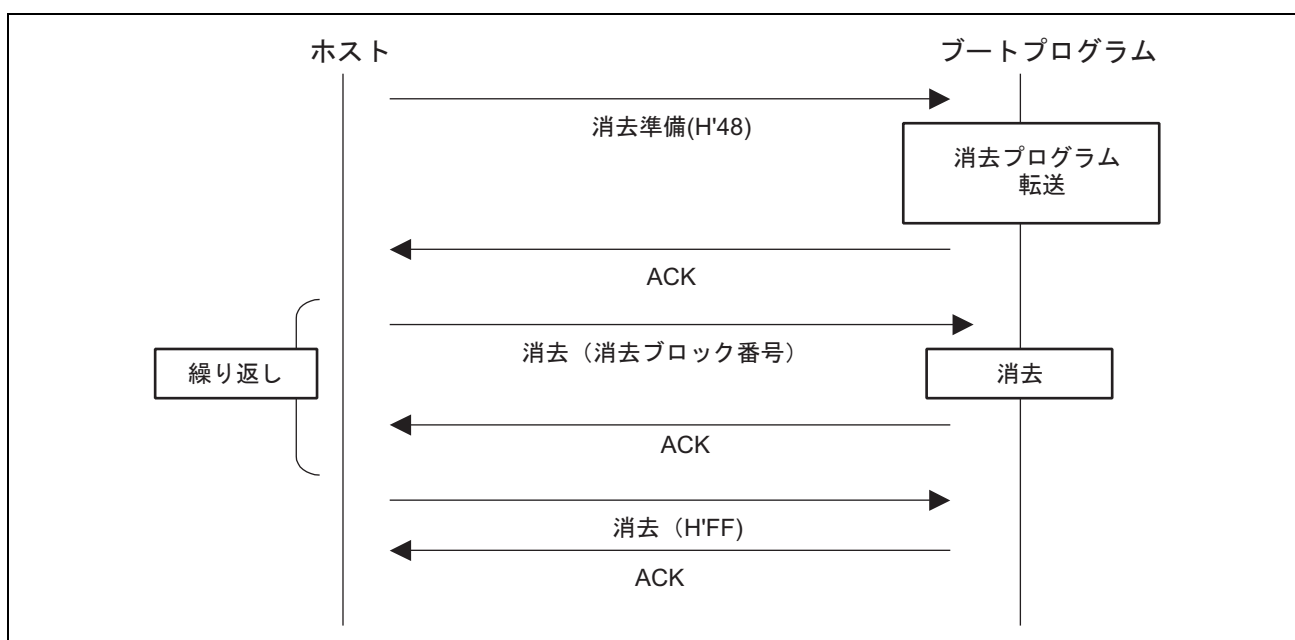 ホスト
ブートプログラム
消去準備(H'48)
消去プログラム
転送
ACK
消去（消去ブロック番号）
繰り返し
消去
ACK
消去（H'FF)
ACK